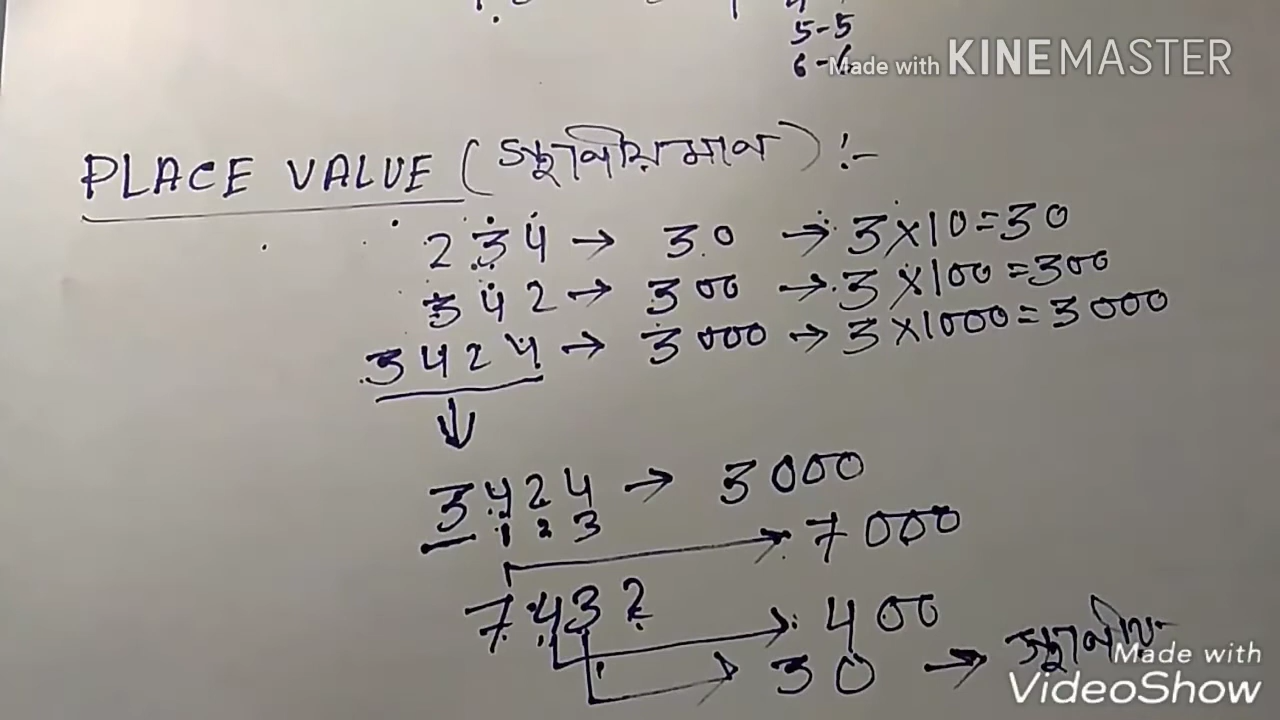 5-5
6-6
Made with KINEMASTER
PLACE VALUE (স্থানীয়মান) :-
234 → 30 → 3×10=30
342 → 300 → 3×100=300
3424 → 3000 → 3×1000=3000
3424 → 3000
1 2 3
7000
7432
400
30 → স্থানীয়
Made with
VideoShow